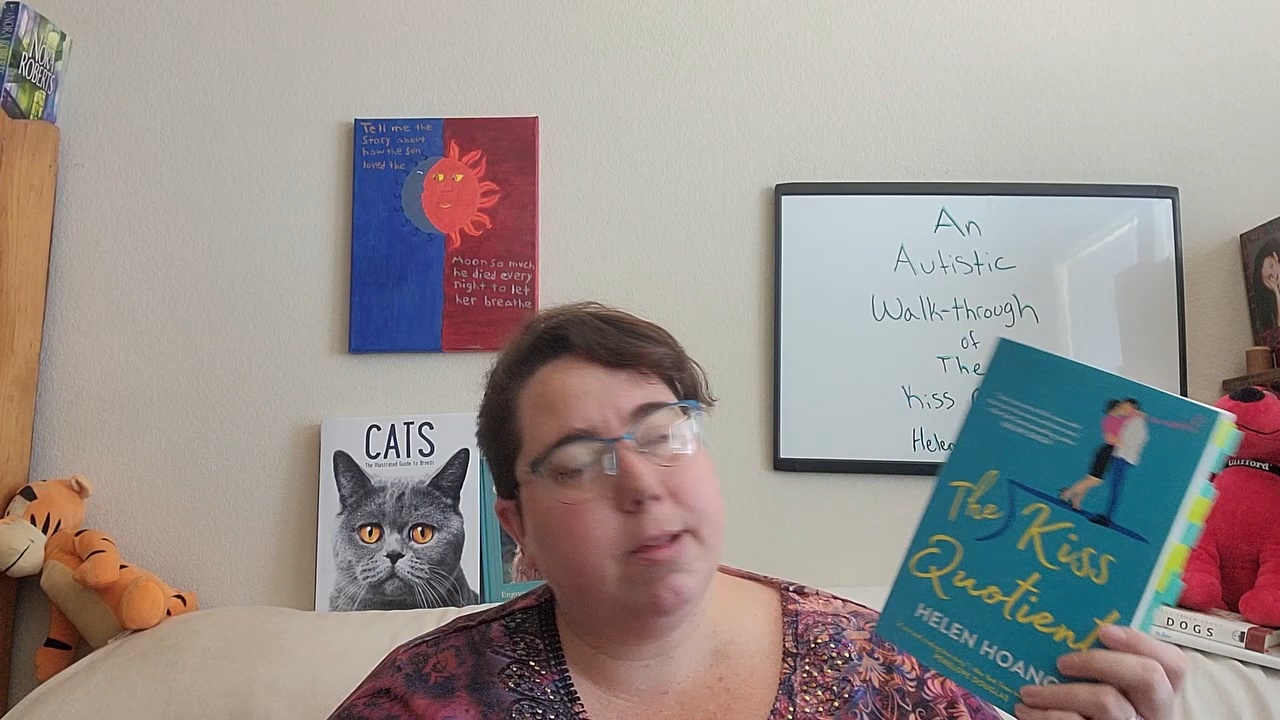 NORA
ROBERTS
Tell me the
Story about
how the sun
loved the
Moon so much
he died every
night to let
her breathe
An
Autistic
Walk-through
of
The
Kiss
Helen
CATS
The Illustrated Guide to Breeds
The Kiss
Quotient
HELEN HOANG
Clifford
DOGS